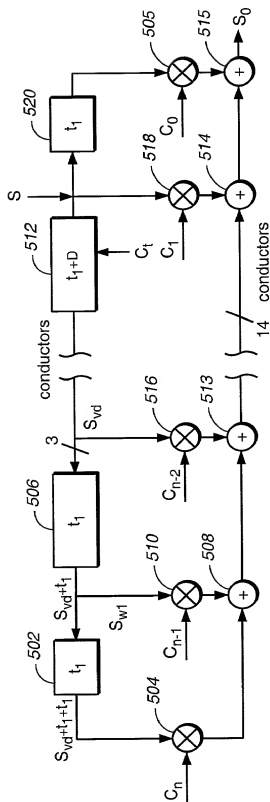 505
515
S₀
520
t₁
C₀
518
514
S
512
t₁+D
Cₜ
C₁
conductors
conductors
14
3
Sᵥd
516
513
Cₙ₋₂
506
t₁
Sᵥd+t₁
S𝓌₁
510
508
Cₙ₋₁
502
t₁
Sᵥd+t₁+t₁
504
Cₙ